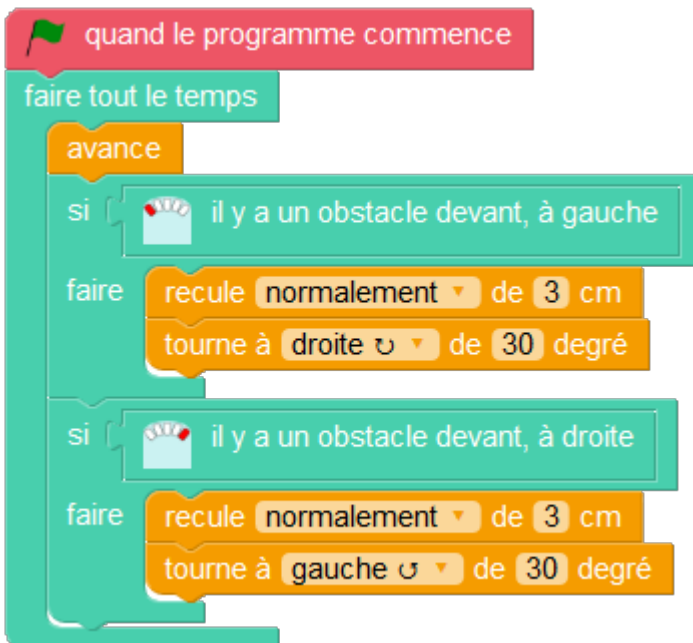 quand le programme commence
faire tout le temps
avance
si il y a un obstacle devant, à gauche
faire recule normalement de 3 cm
tourne à droite ↻ de 30 degré
si il y a un obstacle devant, à droite
faire recule normalement de 3 cm
tourne à gauche ↺ de 30 degré